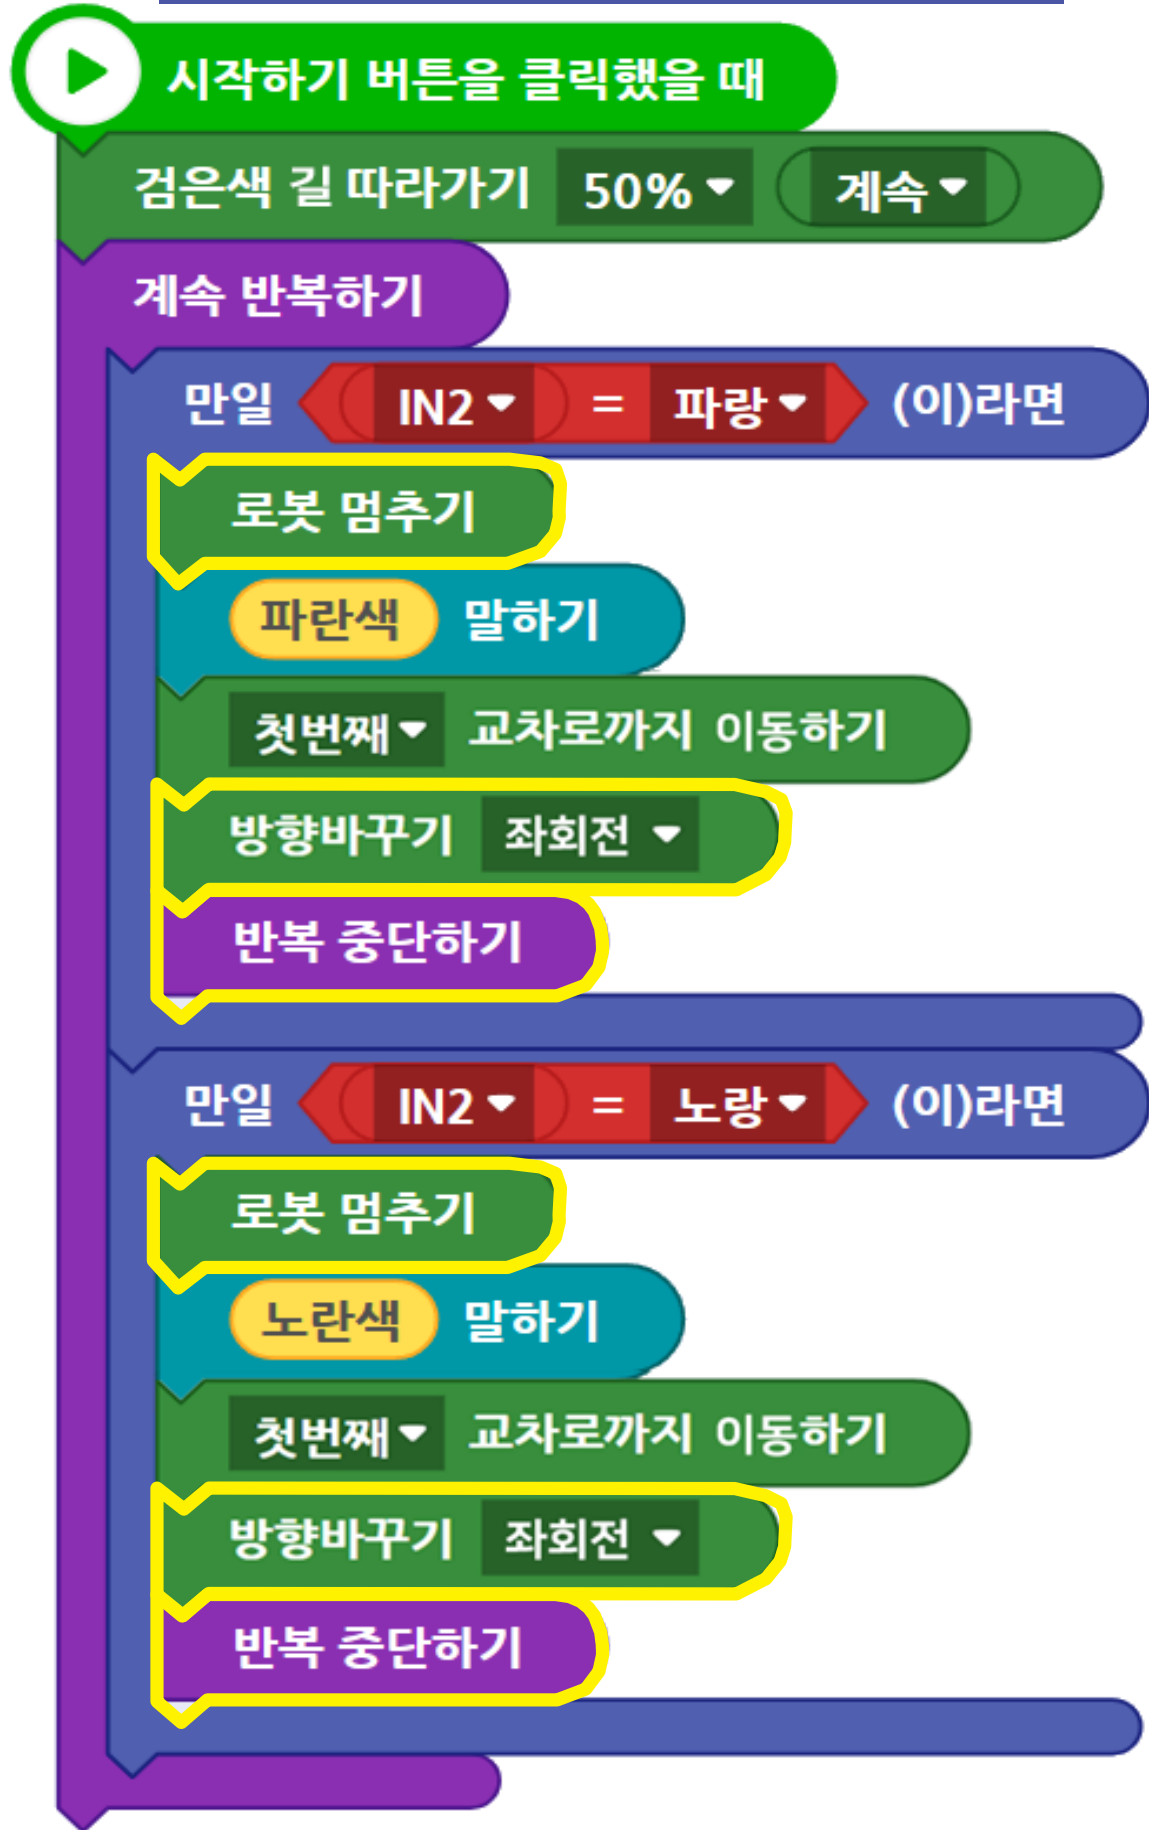 시작하기 버튼을 클릭했을 때
검은색 길 따라가기 50% 계속
계속 반복하기
만일 IN2 = 파랑 (이)라면
로봇 멈추기
파란색 말하기
첫번째 교차로까지 이동하기
방향바꾸기 좌회전
반복 중단하기
만일 IN2 = 노랑 (이)라면
로봇 멈추기
노란색 말하기
첫번째 교차로까지 이동하기
방향바꾸기 좌회전
반복 중단하기